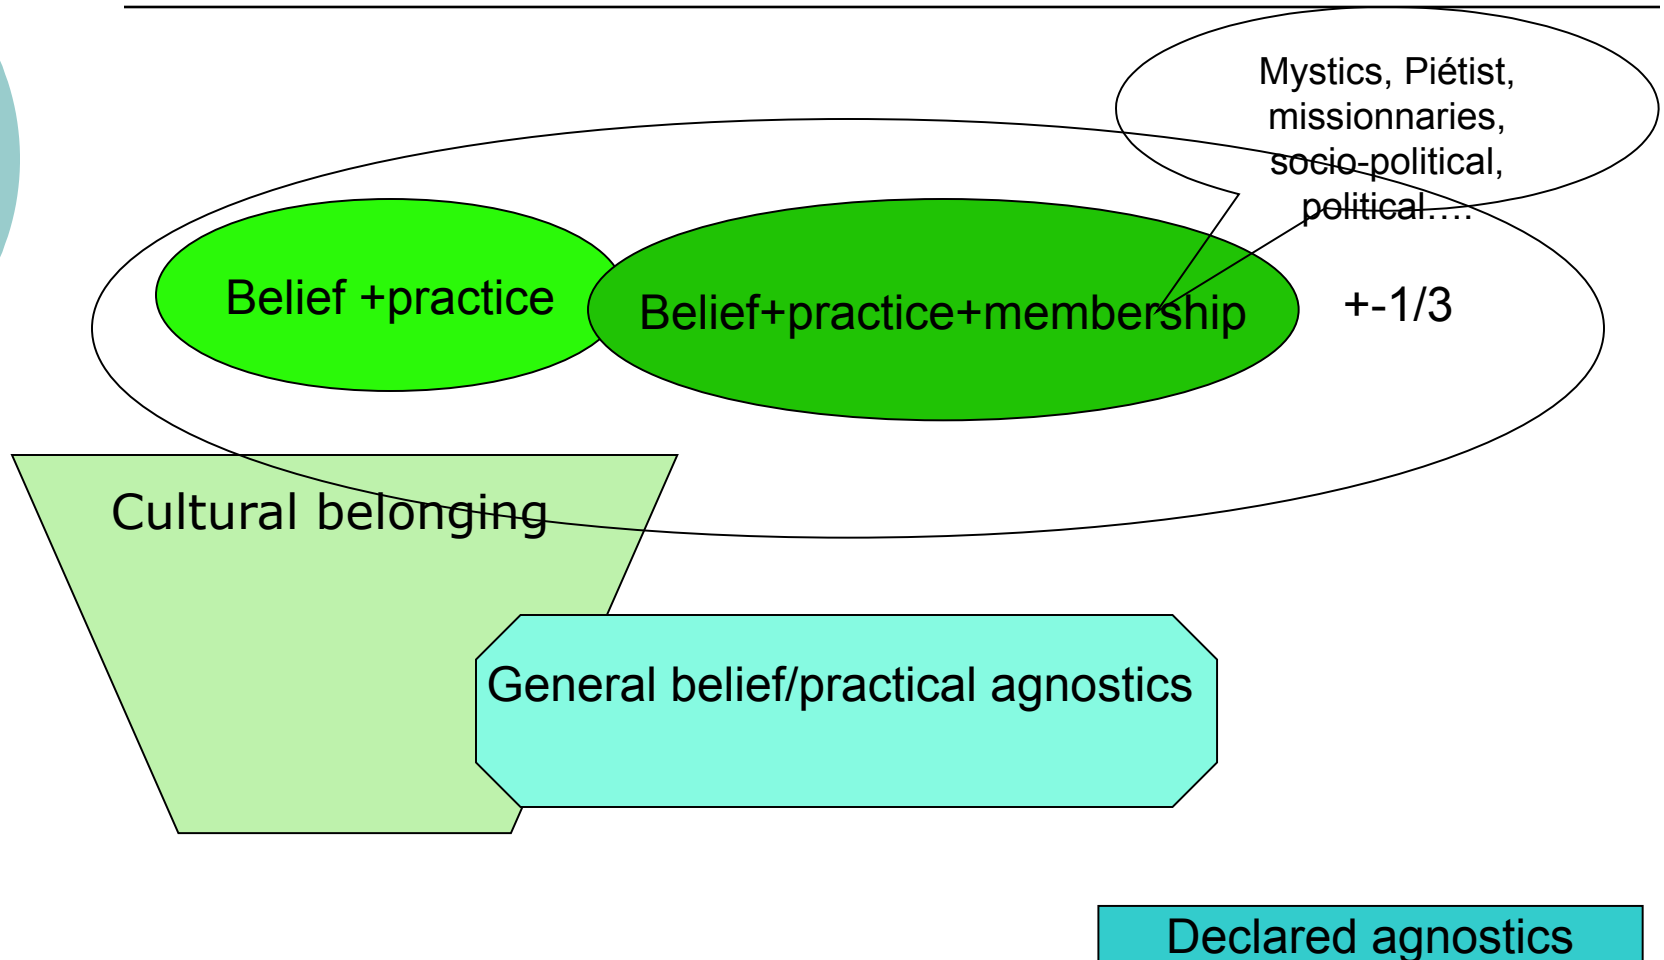 Mystics, Piétist,
missionnaries,
socio-political,
political….
Belief +practice
Belief+practice+membership
+-1/3
Cultural belonging
General belief/practical agnostics
Declared agnostics